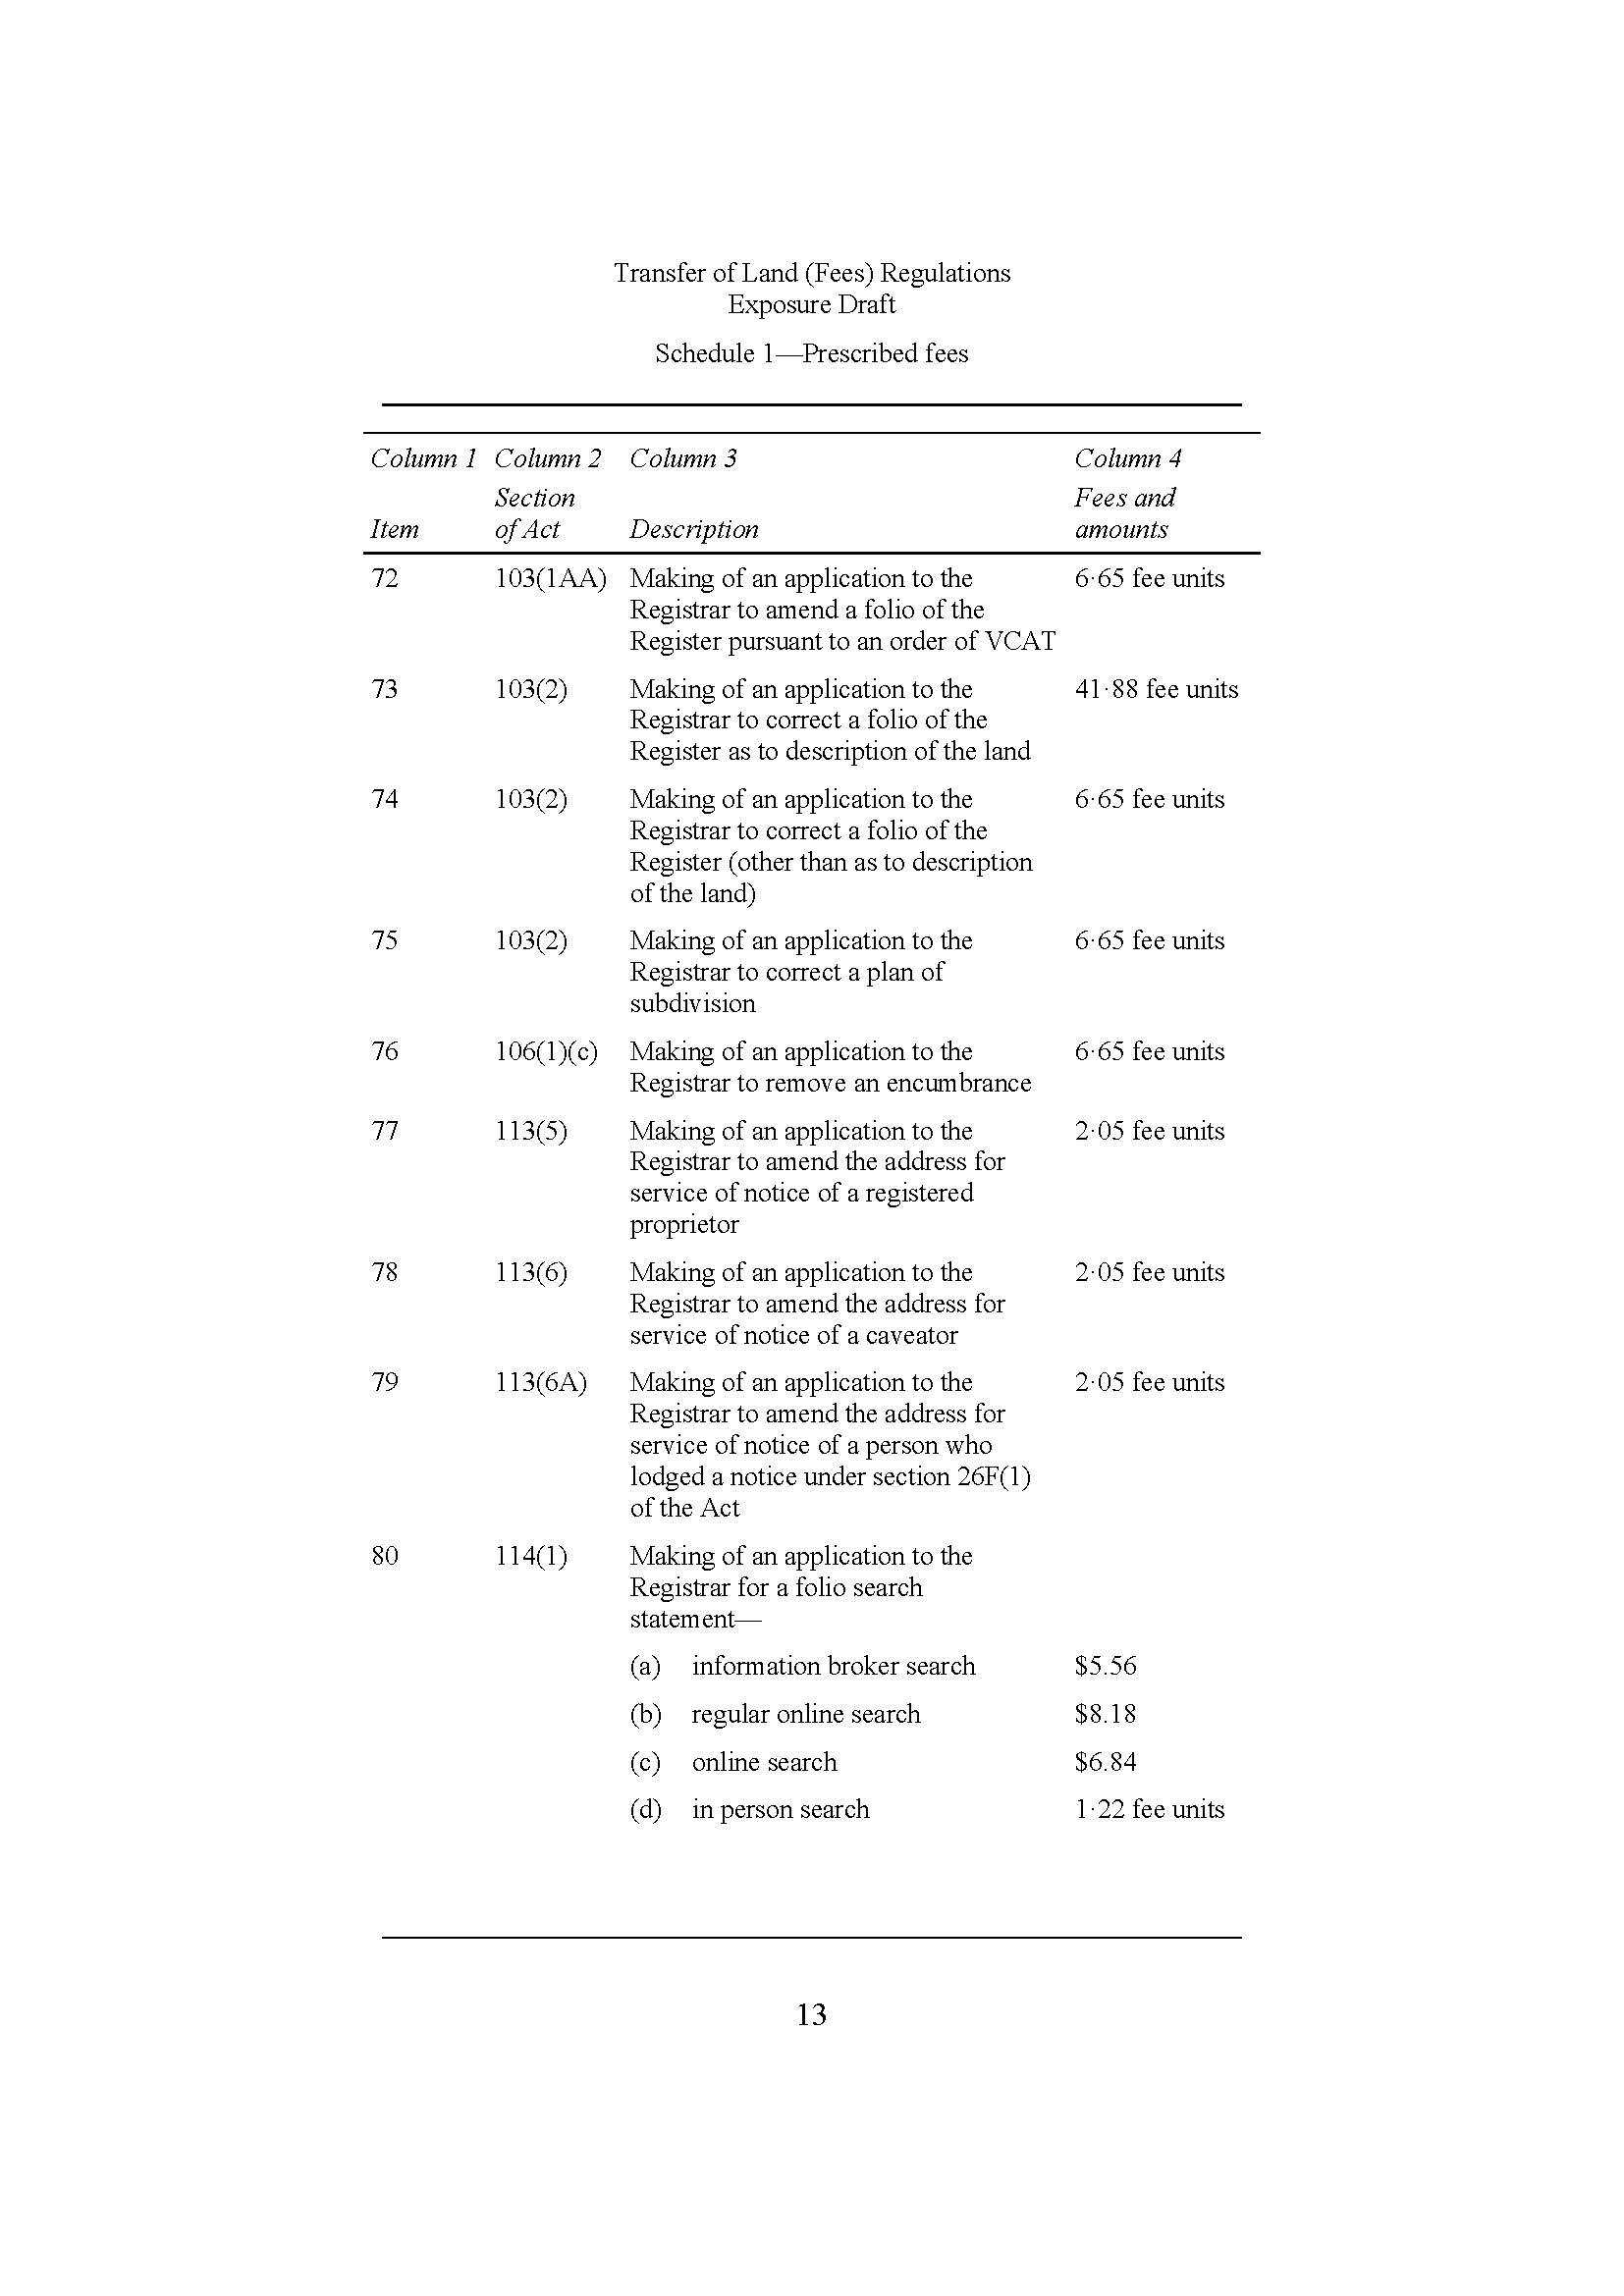 Transfer of Land (Fees) Regulations
Exposure Draft
Schedule 1—Prescribed fees
Column 1 Column 2 Column 3 Column 4
Item Section of Act Description Fees and amounts
72 103(1AA) Making of an application to the 6·65 fee units
Registrar to amend a folio of the
Register pursuant to an order of VCAT
73 103(2) Making of an application to the 41·88 fee units
Registrar to correct a folio of the
Register as to description of the land
74 103(2) Making of an application to the 6·65 fee units
Registrar to correct a folio of the
Register (other than as to description
of the land)
75 103(2) Making of an application to the 6·65 fee units
Registrar to correct a plan of
subdivision
76 106(1)(c) Making of an application to the 6·65 fee units
Registrar to remove an encumbrance
77 113(5) Making of an application to the 2·05 fee units
Registrar to amend the address for
service of notice of a registered
proprietor
78 113(6) Making of an application to the 2·05 fee units
Registrar to amend the address for
service of notice of a caveator
79 113(6A) Making of an application to the 2·05 fee units
Registrar to amend the address for
service of notice of a person who
lodged a notice under section 26F(1)
of the Act
80 114(1) Making of an application to the
Registrar for a folio search
statement—
(a) information broker search $5.56
(b) regular online search $8.18
(c) online search $6.84
(d) in person search 1·22 fee units
13